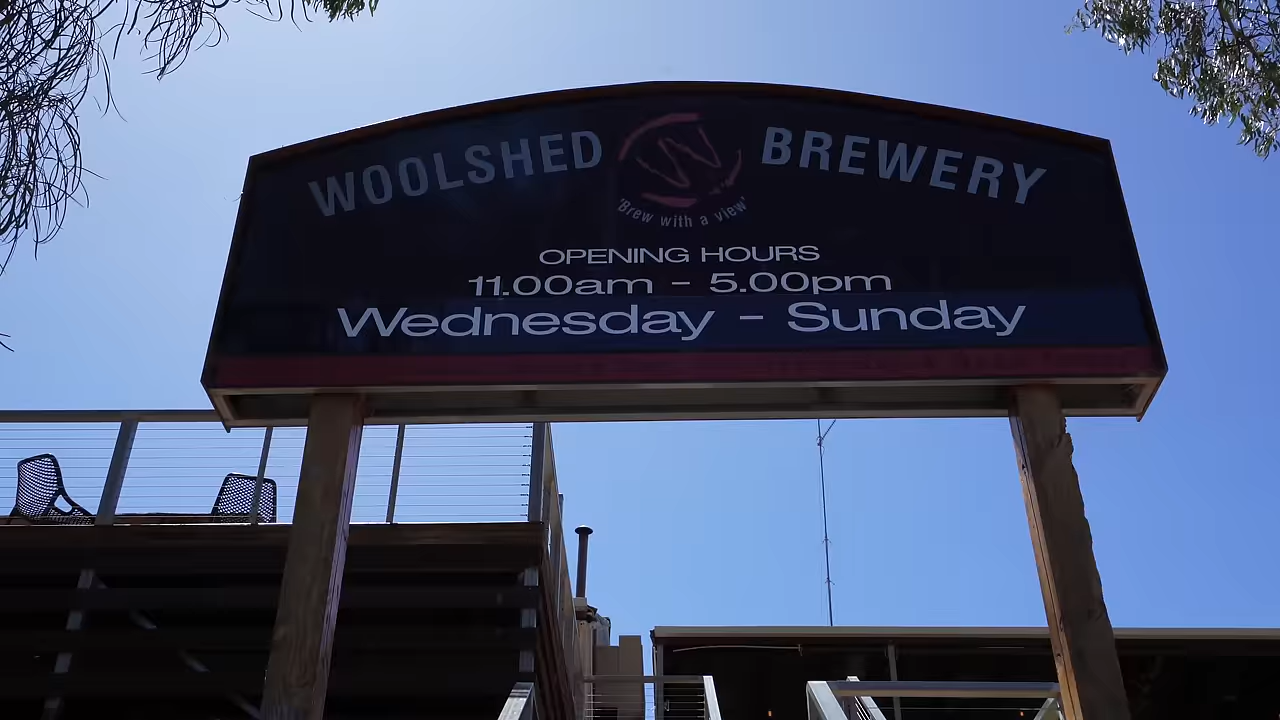 WOOLSHED BREWERY
'Brew with a view'
OPENING HOURS
11.00am - 5.00pm
Wednesday - Sunday